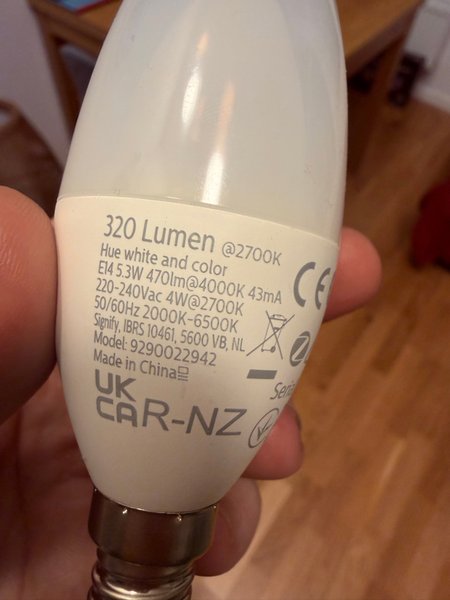 320 Lumen @2700K
Hue white and color
E14 5.3W 470lm@4000K 43mA
220-240Vac 4W@2700K
50/60Hz 2000K-6500K
Signify, IBRS 10461, 5600 VB, NL
Model: 9290022942
Made in China
CE
Z
UK
CA R-NZ